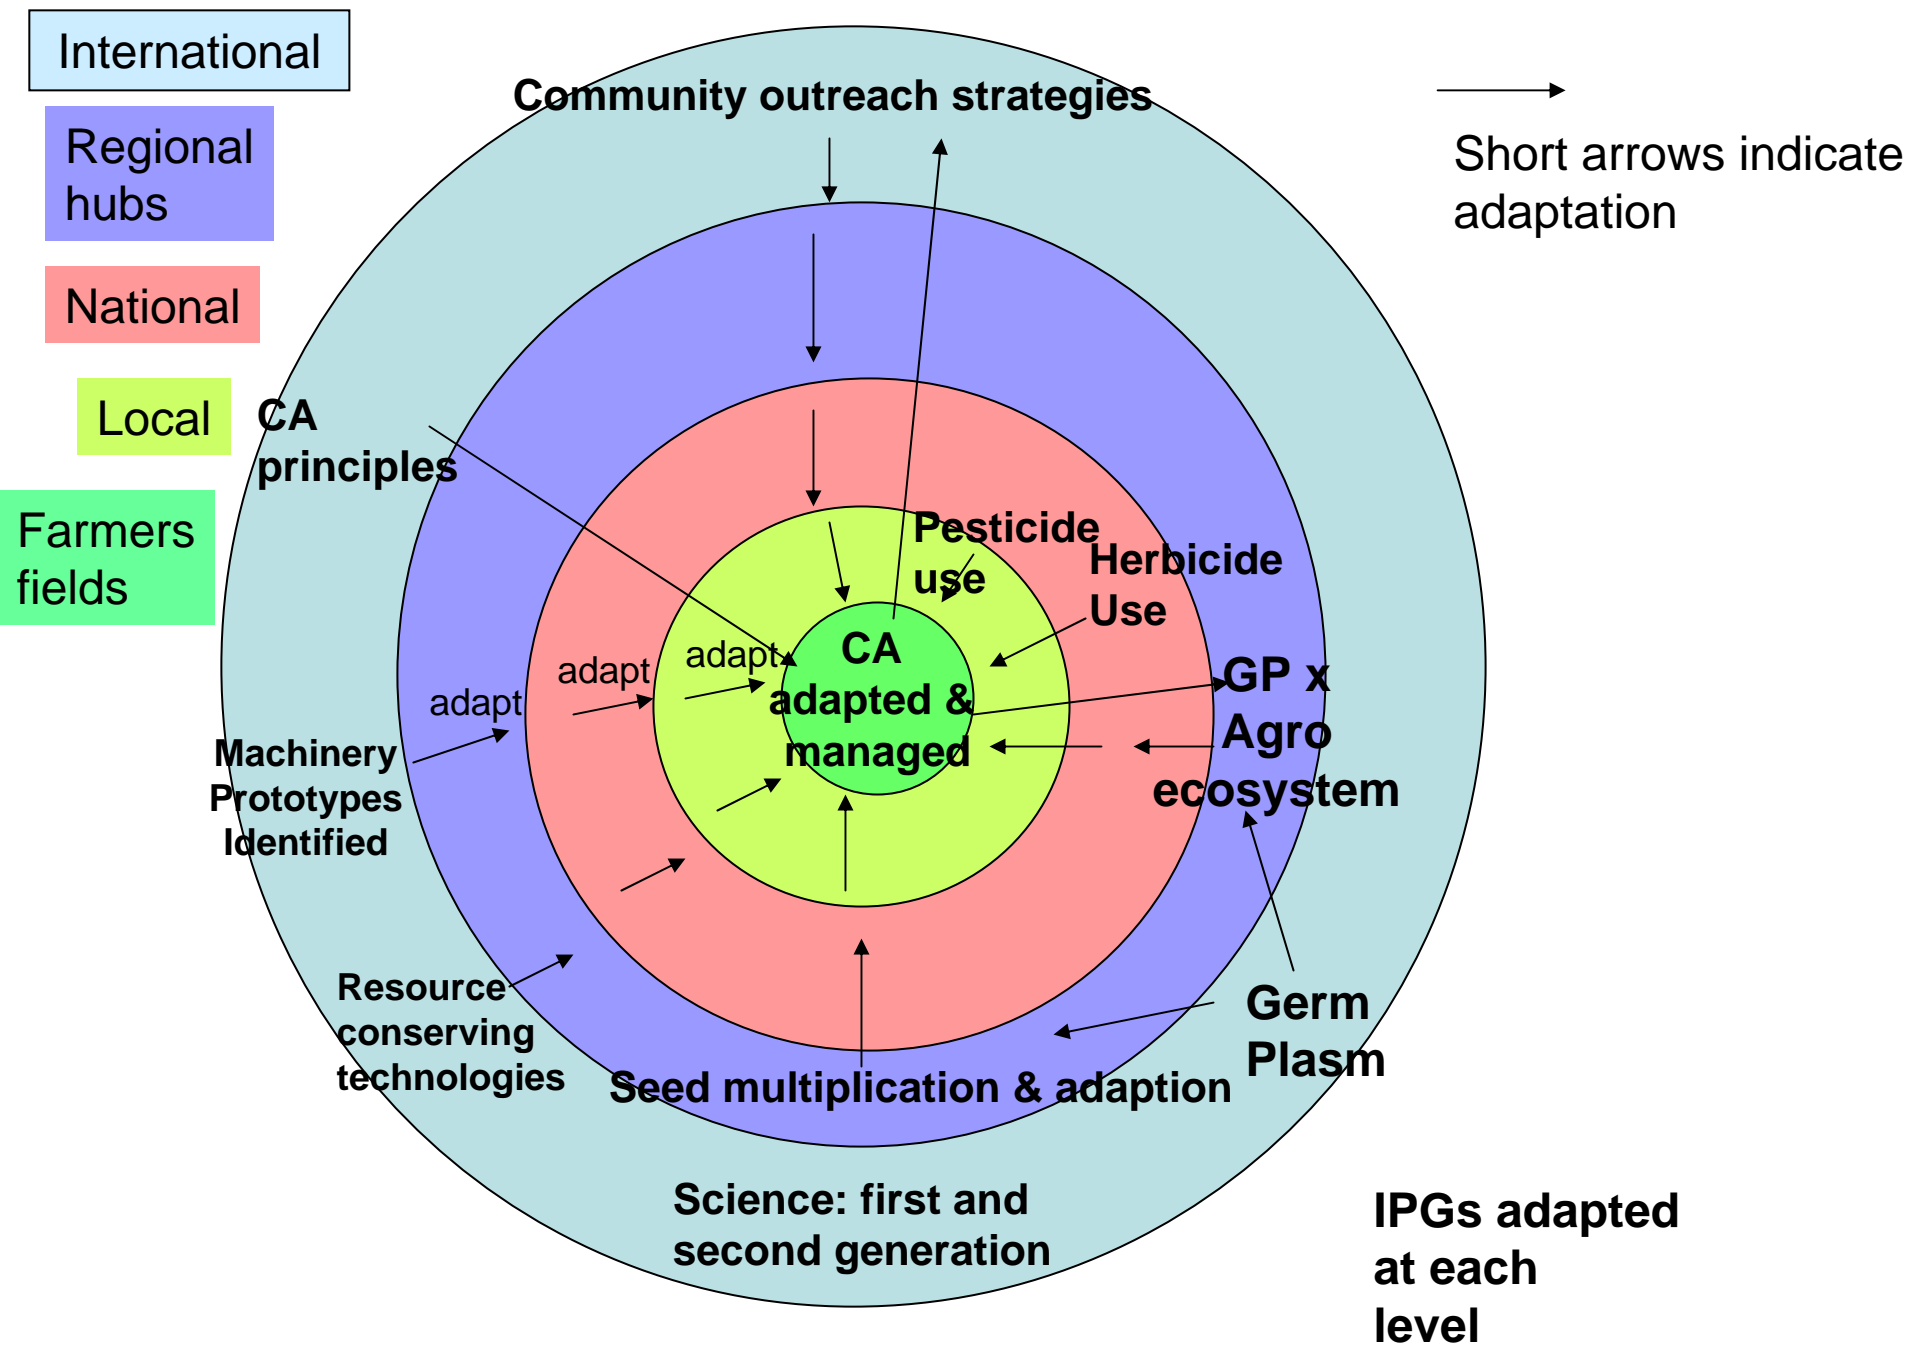 International
Regional
hubs
National
Local
Farmers
fields
Community outreach strategies
Short arrows indicate
adaptation
CA
principles
Pesticide
use
Herbicide
Use
CA
adapted &
managed
adapt
adapt
adapt
GP x
Agro
ecosystem
Machinery
Prototypes
Identified
Resource
conserving
technologies
Germ
Plasm
Seed multiplication & adaption
Science: first and
second generation
IPGs adapted
at each
level